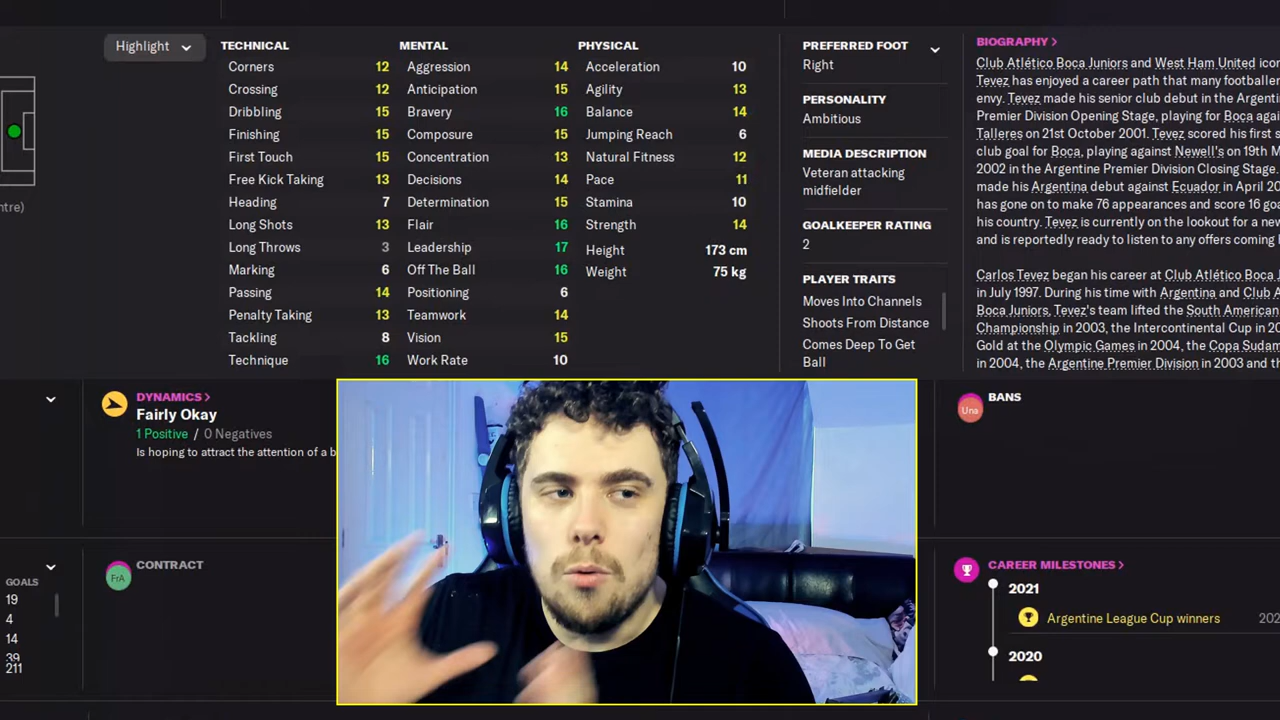 Highlight
TECHNICAL
Corners 12
Crossing 12
Dribbling 15
Finishing 15
First Touch 15
Free Kick Taking 13
Heading 7
Long Shots 13
Long Throws 3
Marking 6
Passing 14
Penalty Taking 13
Tackling 8
Technique 16
MENTAL
Aggression 14
Anticipation 15
Bravery 16
Composure 15
Concentration 13
Decisions 14
Determination 15
Flair 16
Leadership 17
Off The Ball 16
Positioning 6
Teamwork 14
Vision 15
Work Rate 10
PHYSICAL
Acceleration 10
Agility 13
Balance 14
Jumping Reach 6
Natural Fitness 12
Pace 11
Stamina 10
Strength 14
Height 173 cm
Weight 75 kg
PREFERRED FOOT
Right
PERSONALITY
Ambitious
MEDIA DESCRIPTION
Veteran attacking
midfielder
GOALKEEPER RATING
2
PLAYER TRAITS
Moves Into Channels
Shoots From Distance
Comes Deep To Get
Ball
BIOGRAPHY >
Club Atlético Boca Juniors and West Ham United icon
Tevez has enjoyed a career path that many footballe
envy. Tevez made his senior club debut in the Argenti
Premier Division Opening Stage, playing for Boca aga
Talleres on 21st October 2001. Tevez scored his first s
club goal for Boca, playing against Newell's on 19th M
2002 in the Argentine Premier Division Closing Stage.
made his Argentina debut against Ecuador in April 20
has gone on to make 76 appearances and score 16 goa
his country. Tevez is currently on the lookout for a new
and is reportedly ready to listen to any offers coming
Carlos Tevez began his career at Club Atlético Boca J
in July 1997. During his time with Argentina and Club A
Boca Juniors, Tevez's team lifted the South American
Championship in 2003, the Intercontinental Cup in 20
Gold at the Olympic Games in 2004, the Copa Sudam
in 2004, the Argentine Premier Division in 2003 and th
ntre)
DYNAMICS >
Fairly Okay
1 Positive / 0 Negatives
Is hoping to attract the attention of a b
Una
BANS
GOALS
19
4
14
39
211
FrA
CONTRACT
CAREER MILESTONES >
2021
Argentine League Cup winners 202
2020